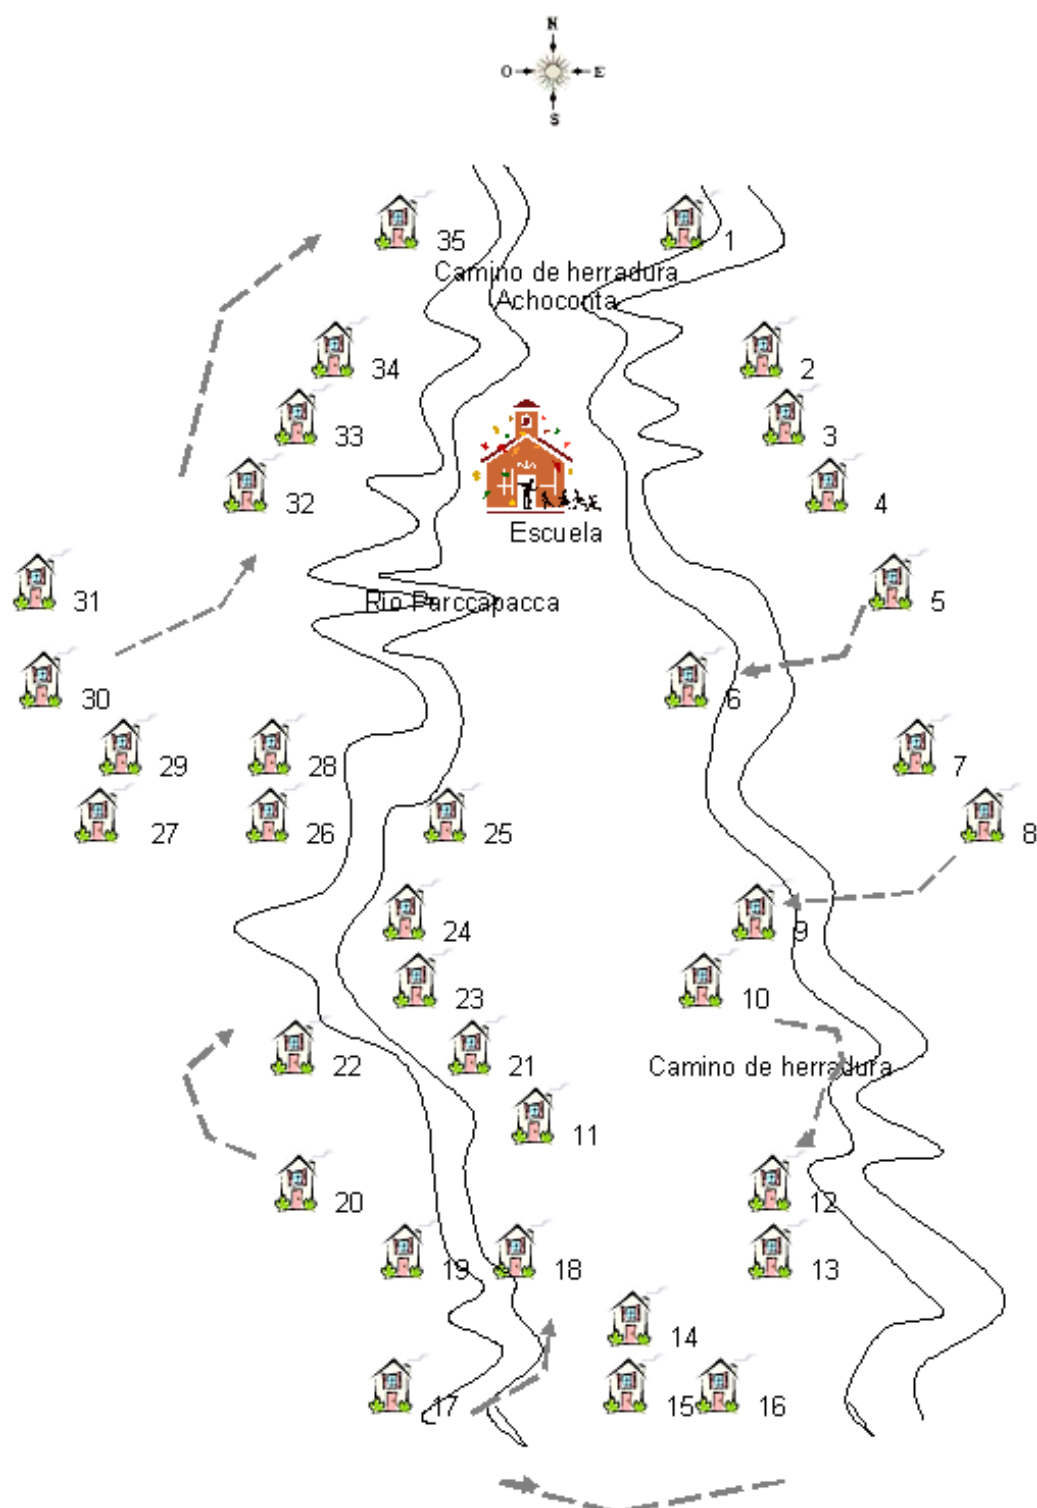 N
O E
S
35 1
Camino de herradura
Achoconta
34 2
33 3
32 4
Escuela
31 5
Rio Parccapacca
30 6
29 28 7
27 26 25 8
24 9
23 10
22 21
Camino de herradura
11
20 12
19 18 13
14
17 15 16